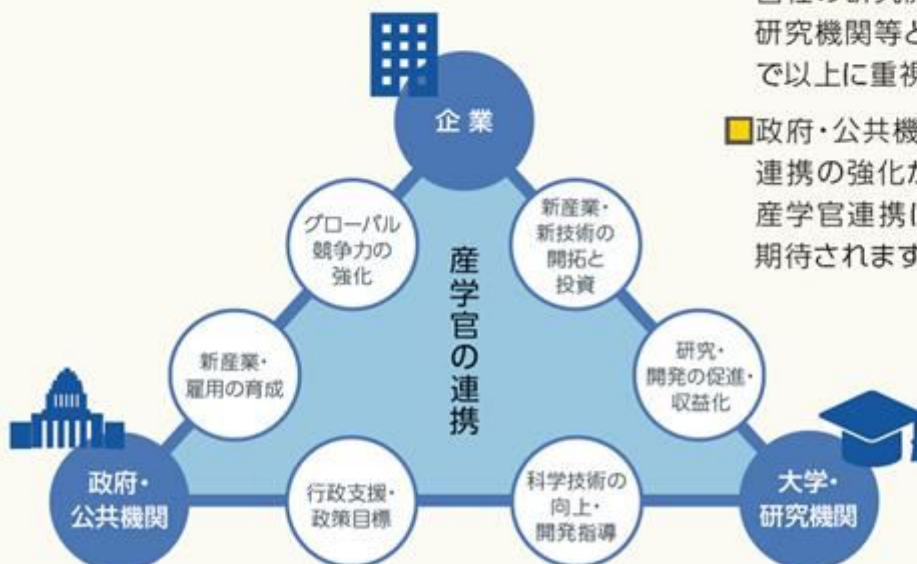 研究機関等と
で以上に重視
政府・公共機
連携の強化が
産学官連携に
期待されます
企業
グローバル
競争力の
強化
新産業・
新技術の
開拓と
投資
産学官の連携
新産業・
雇用の育成
研究・
開発の促進・
収益化
政府・
公共機関
行政支援・
政策目標
科学技術の
向上・
開発指導
大学・
研究機関